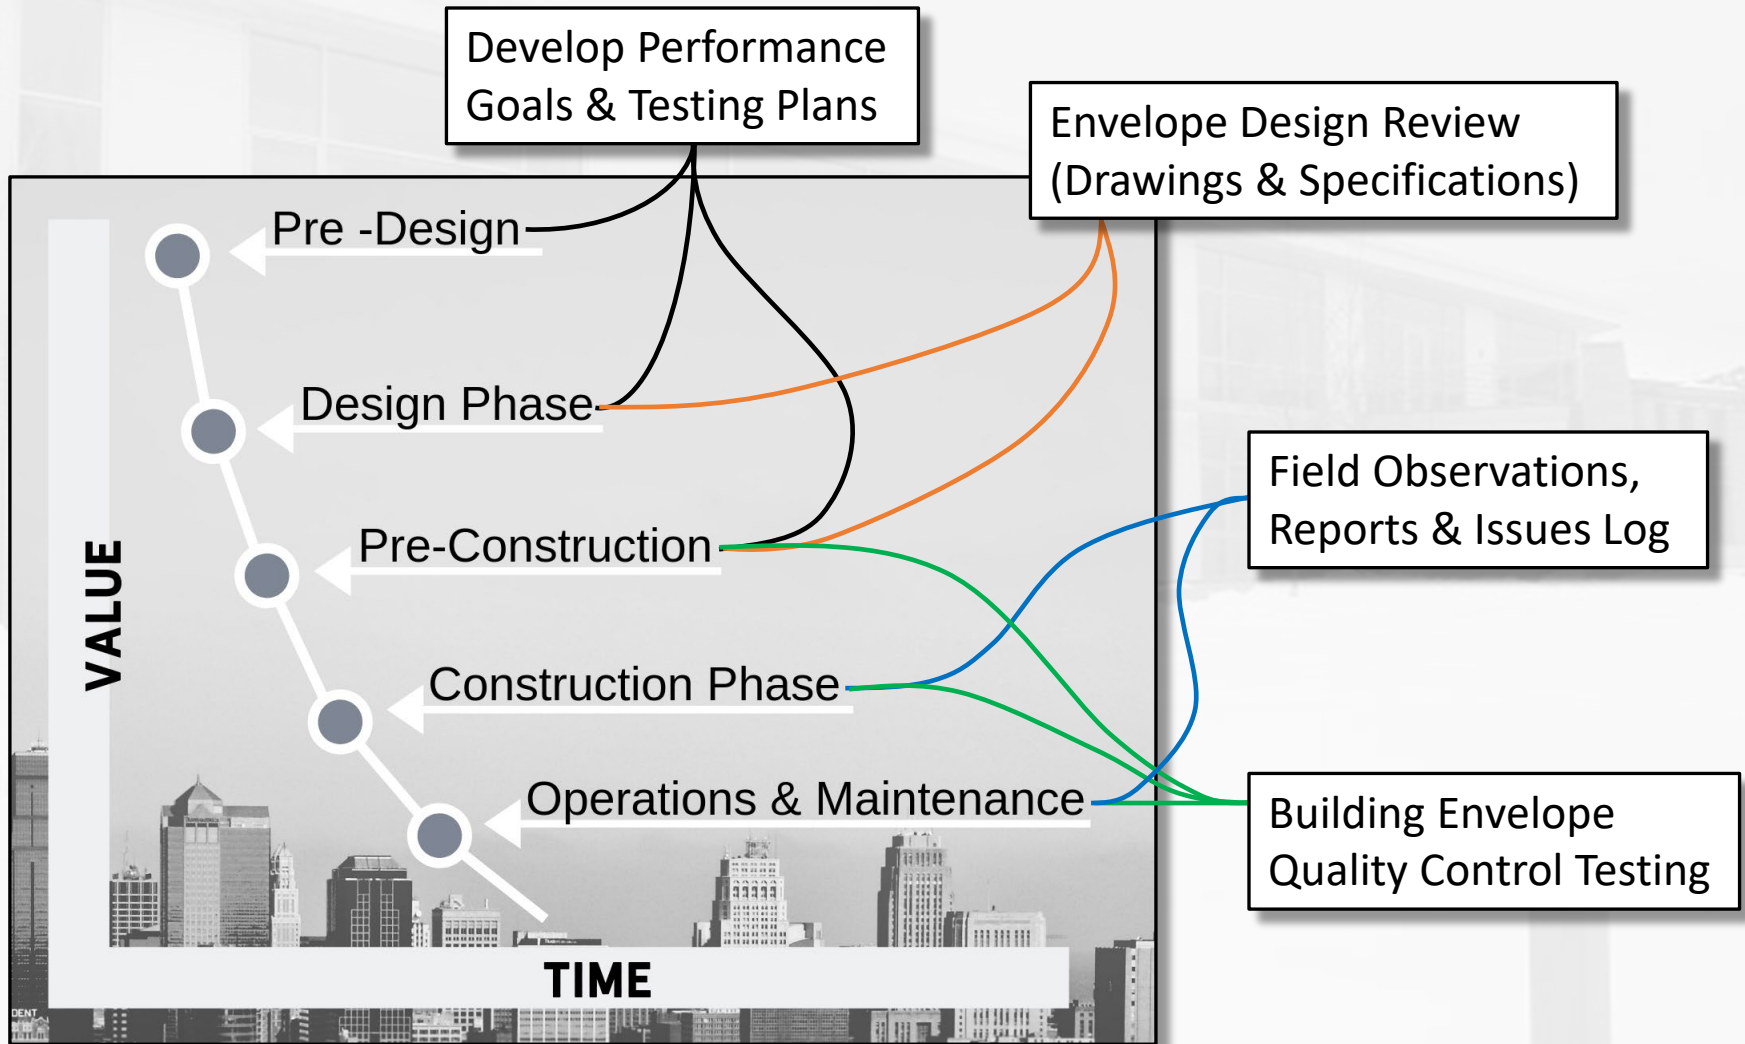 Develop Performance
Goals & Testing Plans
Envelope Design Review
(Drawings & Specifications)
Pre -Design
Design Phase
Field Observations,
Reports & Issues Log
Pre-Construction
VALUE
Construction Phase
Operations & Maintenance
Building Envelope
Quality Control Testing
TIME
DENT